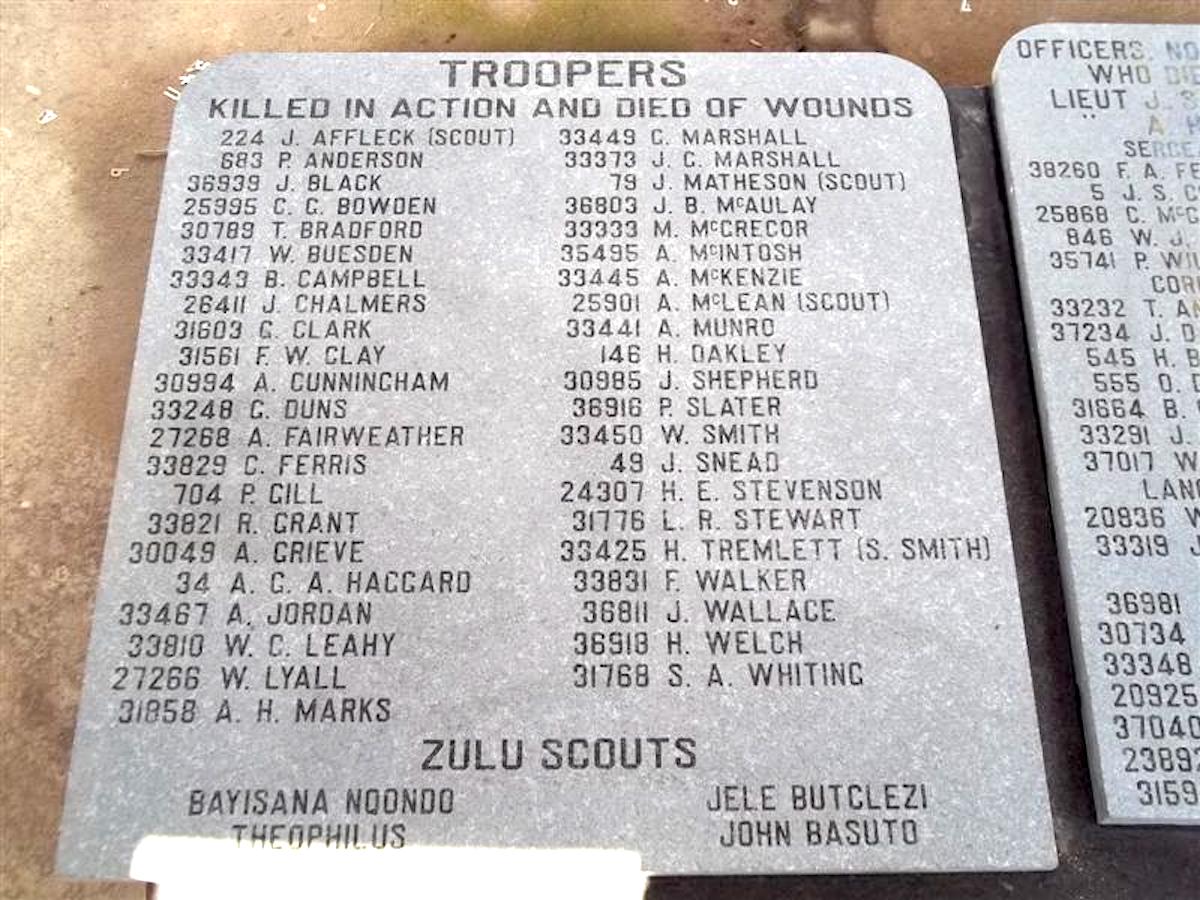 TROOPERS
KILLED IN ACTION AND DIED OF WOUNDS
224 J. AFFLECK (SCOUT)
683 P. ANDERSON
36939 J. BLACK
25995 C. G. BOWDEN
30789 T. BRADFORD
33417 W. BUESDEN
33343 B. CAMPBELL
26411 J. CHALMERS
31603 G. CLARK
31561 F. W. CLAY
30994 A. CUNNINGHAM
33248 G. DUNS
27268 A. FAIRWEATHER
33829 C. FERRIS
704 P. GILL
33821 R. GRANT
30049 A. GRIEVE
34 A. G. A. HAGGARD
33467 A. JORDAN
33810 W. C. LEAHY
27266 W. LYALL
31858 A. H. MARKS
33449 G. MARSHALL
33373 J. C. MARSHALL
79 J. MATHESON (SCOUT)
36803 J. B. McAULAY
33333 M. McGREGOR
35495 A. McINTOSH
33445 A. McKENZIE
25901 A. McLEAN (SCOUT)
33441 A. MUNRO
146 H. OAKLEY
30985 J. SHEPHERD
36916 P. SLATER
33450 W. SMITH
49 J. SNEAD
24307 H. E. STEVENSON
31776 L. R. STEWART
33425 H. TREMLETT (S. SMITH)
33831 F. WALKER
36811 J. WALLACE
36918 H. WELCH
31768 S. A. WHITING
ZULU SCOUTS
BAYISANA NQONDO
THEOPHILUS
JELE BUTCLEZI
JOHN BASUTO
OFFICERS,
WHO
LIEUT J.
A.
38260 F. A.
5 J. S.
25868 C.
846 W. J.
35741 P.
33232 T.
37234 J.
545 H.
555 O.
31664 B.
33291 J.
37017 W
20836 W
33319 J
36981
30734
33348
20925
37040